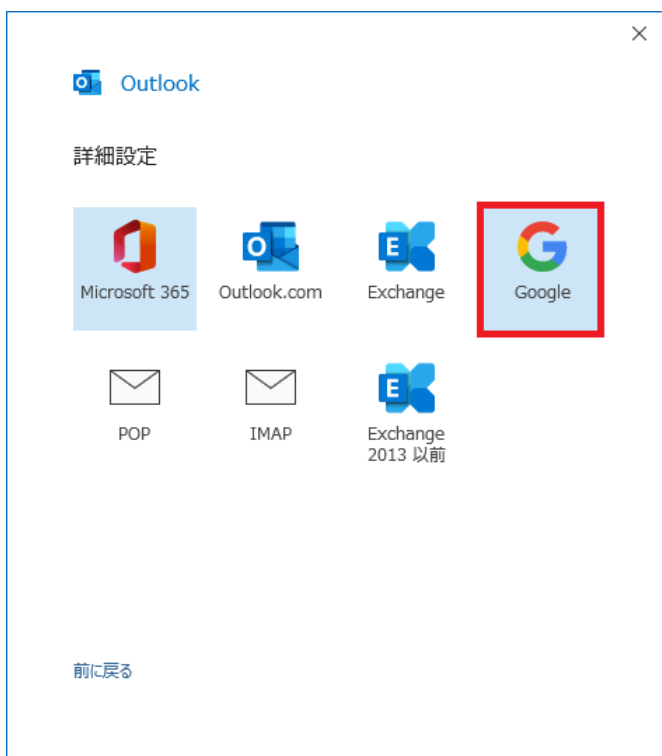 Outlook
詳細設定
Microsoft 365
Outlook.com
Exchange
Google
POP
IMAP
Exchange
2013 以前
前に戻る